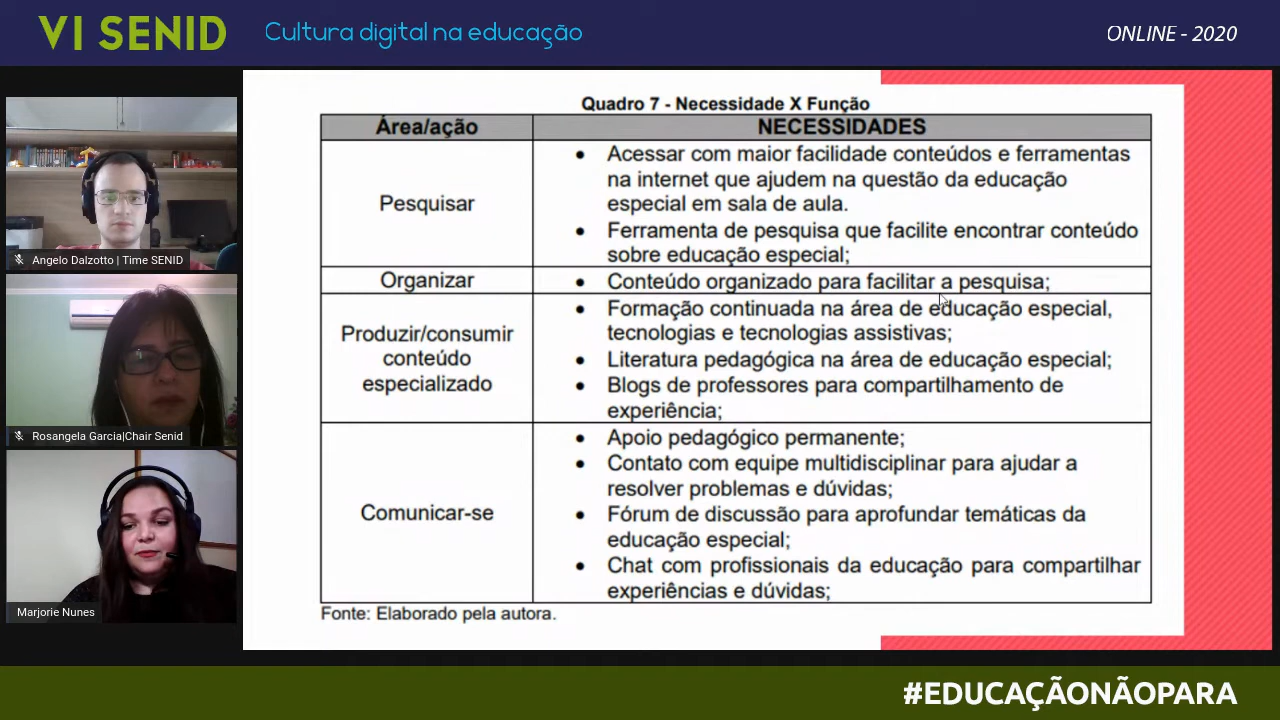 VI SENID
Cultura digital na educação
ONLINE - 2020
Angelo Dalzotto | Time SENID
Rosangela Garcia|Chair Senid
Marjorie Nunes
Quadro 7 - Necessidade X Função
Área/ação
NECESSIDADES
Pesquisar
• Acessar com maior facilidade conteúdos e ferramentas
na internet que ajudem na questão da educação
especial em sala de aula.
• Ferramenta de pesquisa que facilite encontrar conteúdo
sobre educação especial;
Organizar
• Conteúdo organizado para facilitar a pesquisa;
Produzir/consumir
conteúdo
especializado
• Formação continuada na área de educação especial,
tecnologias e tecnologias assistivas;
• Literatura pedagógica na área de educação especial;
• Blogs de professores para compartilhamento de
experiência;
Comunicar-se
• Apoio pedagógico permanente;
• Contato com equipe multidisciplinar para ajudar a
resolver problemas e dúvidas;
• Fórum de discussão para aprofundar temáticas da
educação especial;
• Chat com profissionais da educação para compartilhar
experiências e dúvidas;
Fonte: Elaborado pela autora.
#EDUCAÇÃONÃOPARA